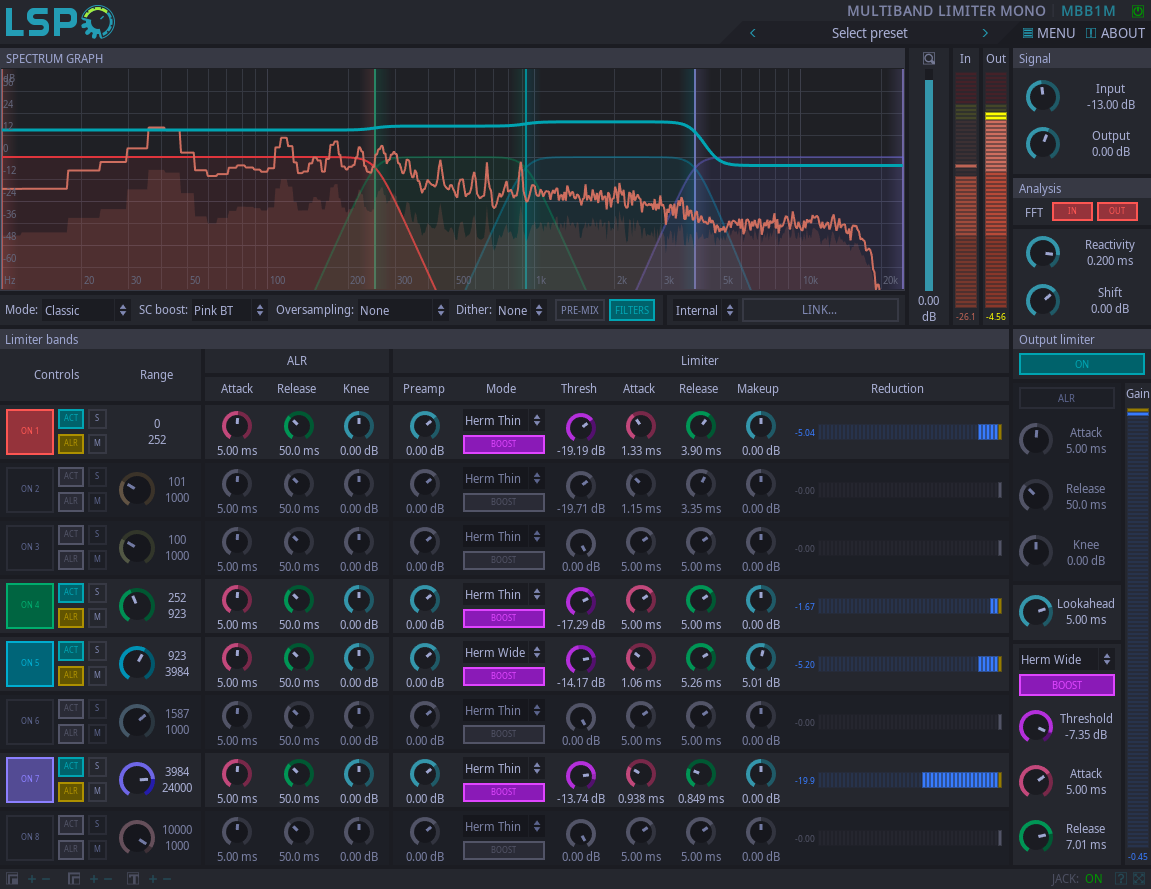 LSP
MULTIBAND LIMITER MONO MBB1M
Select preset
MENU ABOUT
SPECTRUM GRAPH
In Out
Signal
dB
36
24
12
0
-12
-24
-36
-48
-60
Hz 20 30 50 100 200 300 500 1k 2k 3k 5k 10k 20k
0.00
dB
-26.1 -4.56
Input
-13.00 dB
Output
0.00 dB
Analysis
FFT IN OUT
Reactivity
0.200 ms
Shift
0.00 dB
Mode: Classic SC boost: Pink BT Oversampling: None Dither: None PRE-MIX FILTERS Internal LINK...
Limiter bands
Output limiter
Controls Range ALR Limiter
Attack Release Knee Preamp Mode Thresh Attack Release Makeup Reduction
ON 1 ACT S ALR M 0 252
5.00 ms 50.0 ms 0.00 dB 0.00 dB Herm Thin BOOST -19.19 dB 1.33 ms 3.90 ms 0.00 dB -5.04
ON 2 ACT S ALR M 101 1000
5.00 ms 50.0 ms 0.00 dB 0.00 dB Herm Thin BOOST -19.71 dB 1.15 ms 3.35 ms 0.00 dB -0.00
ON 3 ACT S ALR M 100 1000
5.00 ms 50.0 ms 0.00 dB 0.00 dB Herm Thin BOOST 0.00 dB 5.00 ms 5.00 ms 0.00 dB -0.00
ON 4 ACT S ALR M 252 923
5.00 ms 50.0 ms 0.00 dB 0.00 dB Herm Thin BOOST -17.29 dB 5.00 ms 5.00 ms 0.00 dB -1.67
ON 5 ACT S ALR M 923 3984
5.00 ms 50.0 ms 0.00 dB 0.00 dB Herm Wide BOOST -14.17 dB 1.06 ms 5.26 ms 5.01 dB -5.20
ON 6 ACT S ALR M 1587 1000
5.00 ms 50.0 ms 0.00 dB 0.00 dB Herm Thin BOOST 0.00 dB 5.00 ms 5.00 ms 0.00 dB -0.00
ON 7 ACT S ALR M 3984 24000
5.00 ms 50.0 ms 0.00 dB 0.00 dB Herm Thin BOOST -13.74 dB 0.938 ms 0.849 ms 0.00 dB -19.9
ON 8 ACT S ALR M 10000 1000
5.00 ms 50.0 ms 0.00 dB 0.00 dB Herm Thin BOOST 0.00 dB 5.00 ms 5.00 ms 0.00 dB -0.00
ON
ALR
Gain
Attack
5.00 ms
Release
50.0 ms
Knee
0.00 dB
Lookahead
5.00 ms
Herm Wide
BOOST
Threshold
-7.35 dB
Attack
5.00 ms
Release
7.01 ms
-0.45
JACK: ON